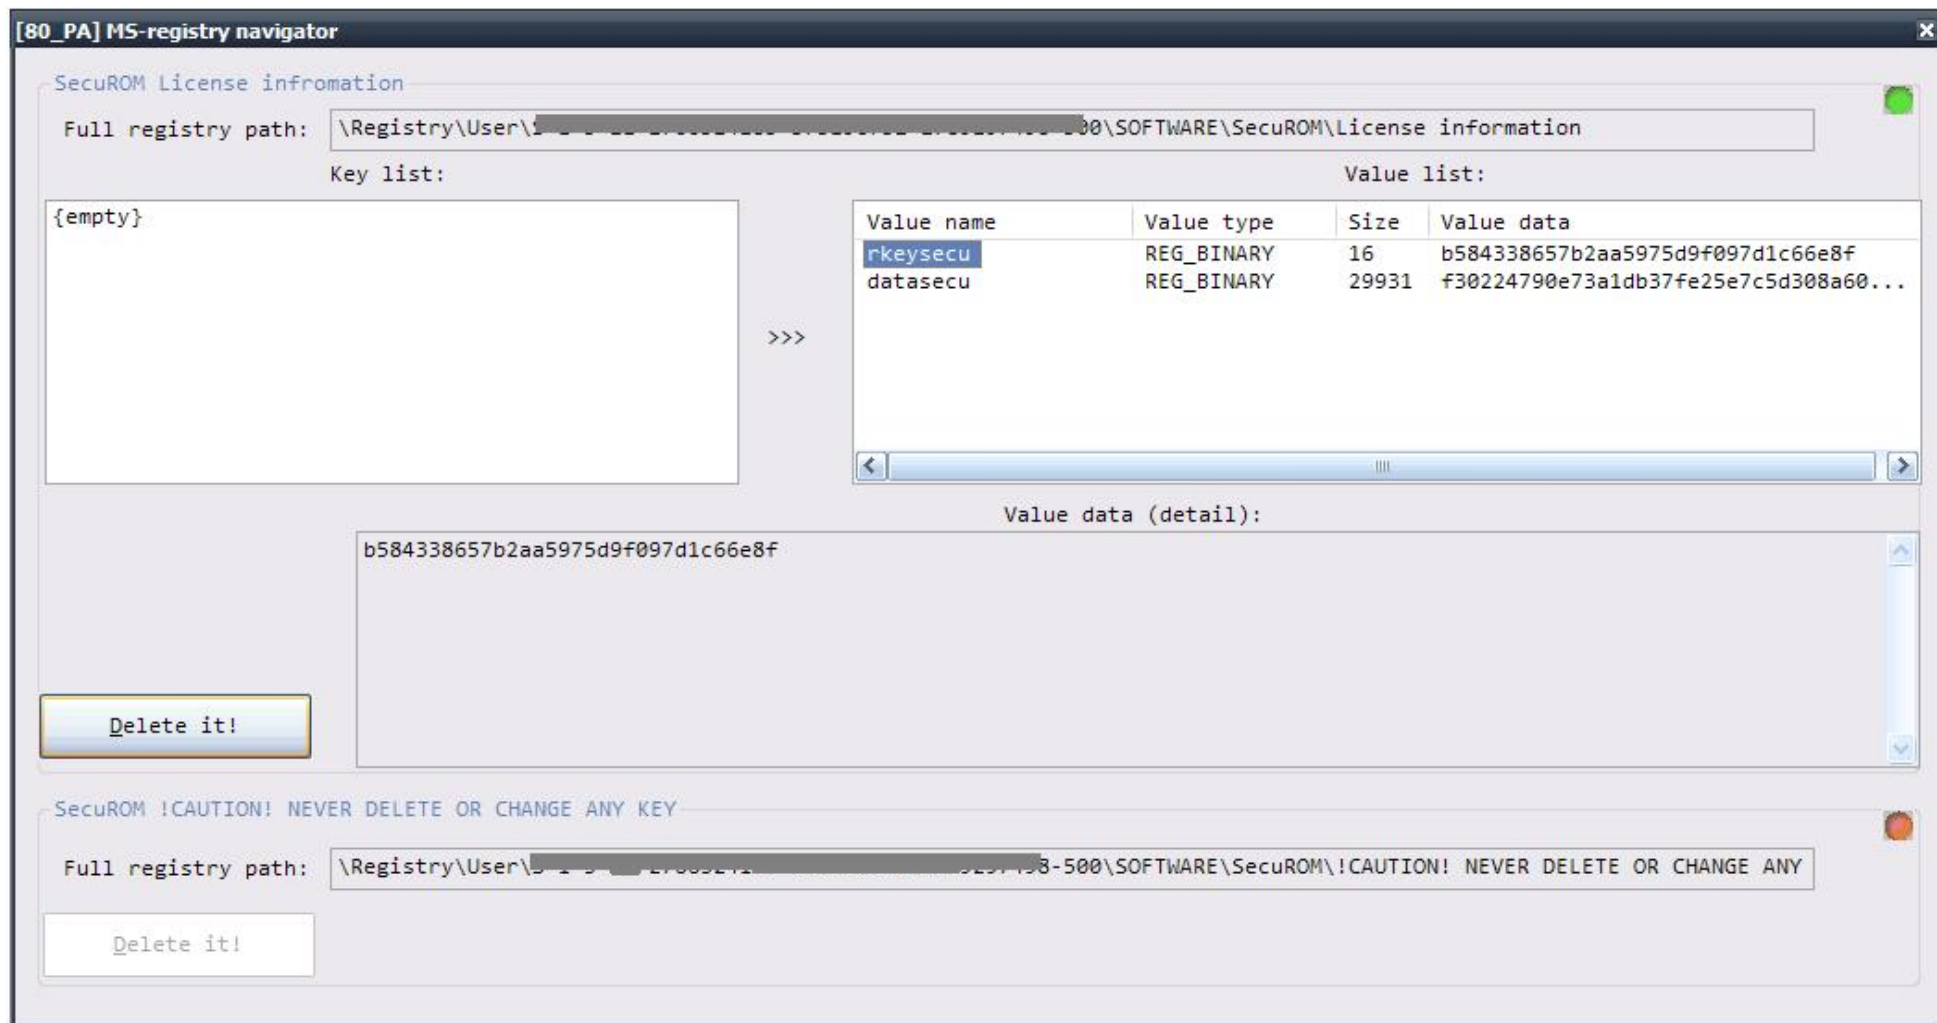 [80_PA] MS-registry navigator
SecuROM License infromation
Full registry path: \Registry\User\ 00\SOFTWARE\SecuROM\License information
Key list:
Value list:
{empty}
Value name Value type Size Value data
rkeysecu REG_BINARY 16 b584338657b2aa5975d9f097d1c66e8f
datasecu REG_BINARY 29931 f30224790e73a1db37fe25e7c5d308a60...
>>>
Value data (detail):
b584338657b2aa5975d9f097d1c66e8f
Delete it!
SecuROM !CAUTION! NEVER DELETE OR CHANGE ANY KEY
Full registry path: \Registry\User\ 8-500\SOFTWARE\SecuROM\!CAUTION! NEVER DELETE OR CHANGE ANY
Delete it!